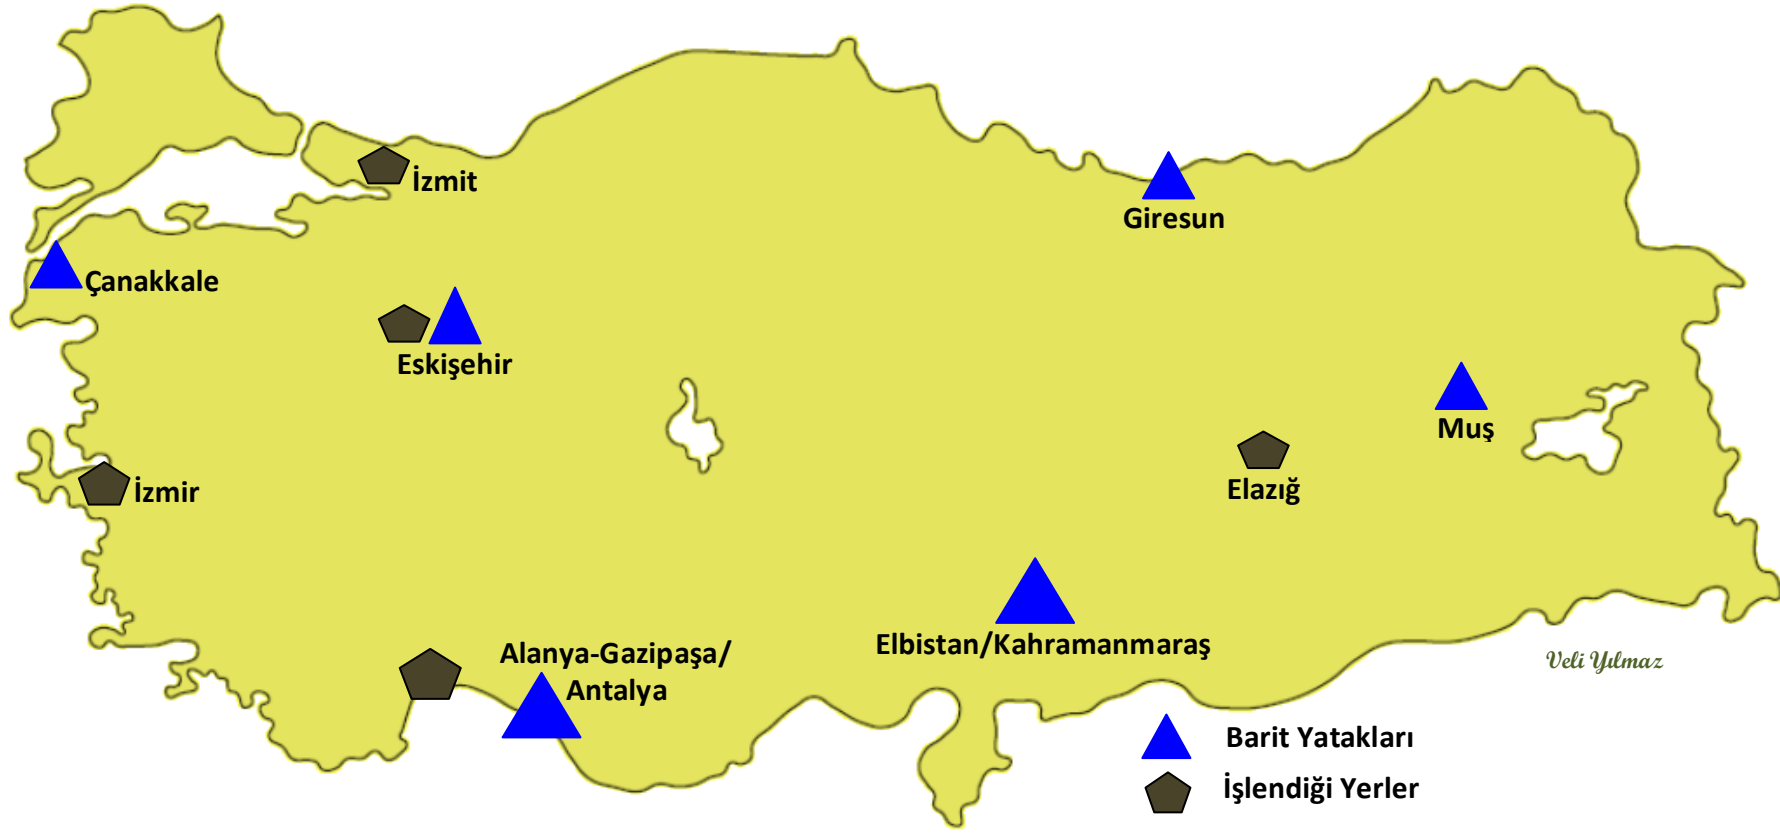 İzmit
Giresun
Çanakkale
Eskişehir
Muş
Elazığ
İzmir
Alanya-Gazipaşa/
Antalya
Elbistan/Kahramanmaraş
Veli Yılmaz
Barit Yatakları
İşlendiği Yerler